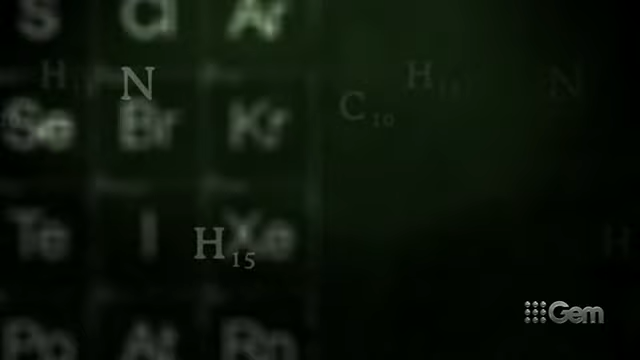 S Cl Ar
H N H N
Se Br Kr C10
Te I Xe H
H15
Gem
Po At Rn